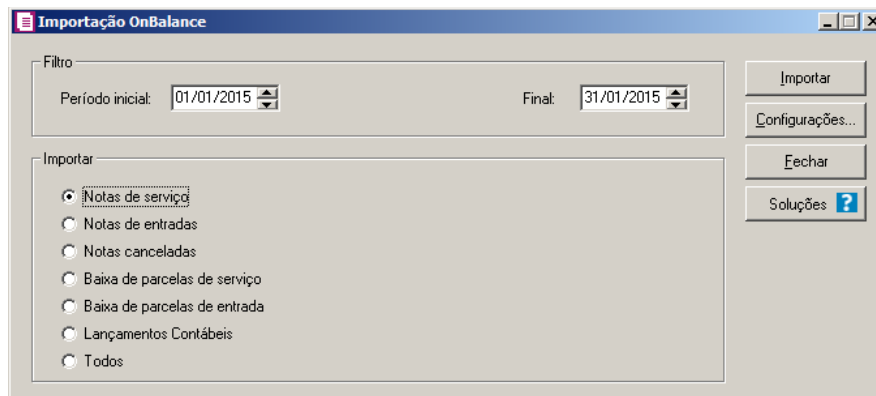 Importação OnBalance
Filtro
Período inicial: 01/01/2015 Final: 31/01/2015
Importar
Notas de serviço
Notas de entradas
Notas canceladas
Baixa de parcelas de serviço
Baixa de parcelas de entrada
Lançamentos Contábeis
Todos
Importar
Configurações...
Fechar
Soluções ?